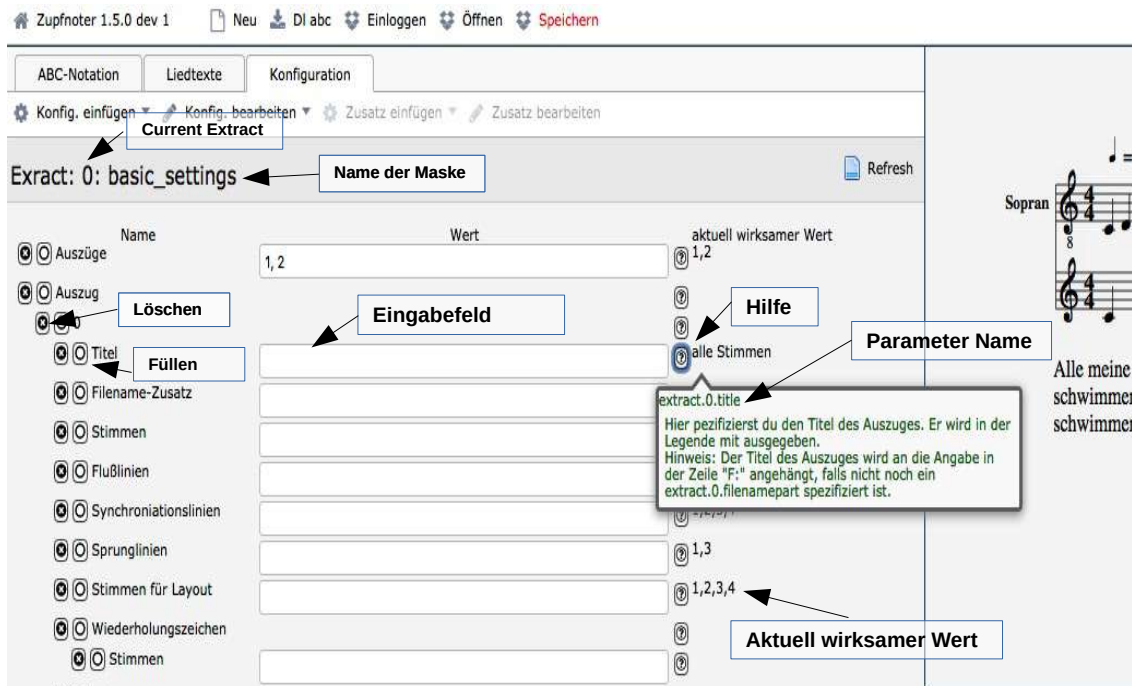 Zupfnoter 1.5.0 dev 1 Neu Dl abc Einloggen Öffnen Speichern
ABC-Notation Liedtexte Konfiguration
Konfig. einfügen Konfig. bearbeiten Zusatz einfügen Zusatz bearbeiten
Current Extract
Exract: 0: basic_settings
Name der Maske
Refresh
Name Wert aktuell wirksamer Wert
Auszüge 1, 2 1,2
Auszug
Löschen
Eingabefeld
Hilfe
0
Titel alle Stimmen
Füllen
Parameter Name
Filename-Zusatz
extract.0.title
Hier pezifizierst du den Titel des Auszuges. Er wird in der
Legende mit ausgegeben.
Hinweis: Der Titel des Auszuges wird an die Angabe in
der Zeile "F:" angehängt, falls nicht noch ein
extract.0.filenamepart spezifiziert ist.
Stimmen
Flußlinien
Synchroniationslinien
Sprunglinien 1,3
Stimmen für Layout 1,2,3,4
Wiederholungszeichen
Aktuell wirksamer Wert
Stimmen
Sopran
8
Alle meine
schwimmen
schwimmen